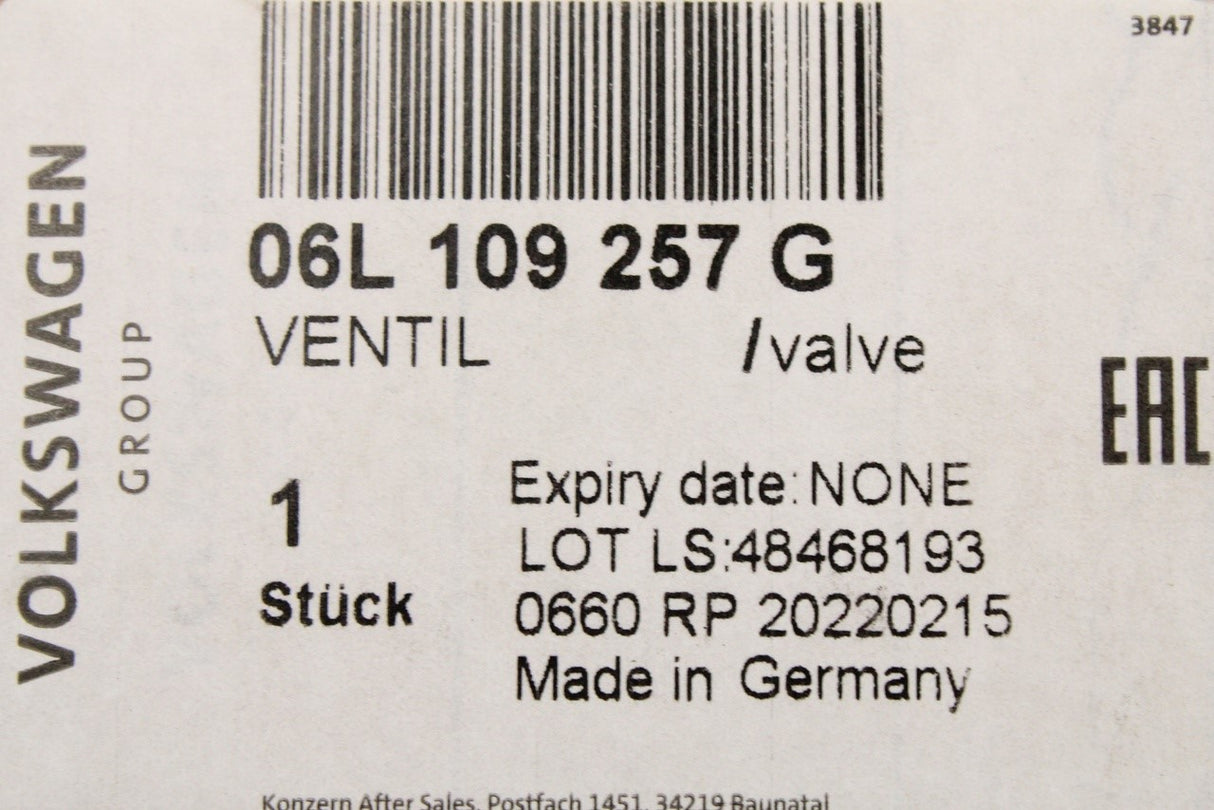 3847
VOLKSWAGEN
GROUP
06L 109 257 G
VENTIL /valve
EAC
1
Stück
Expiry date:NONE
LOT LS:48468193
0660 RP 20220215
Made in Germany
Konzern After Sales, Postfach 1451, 34219 Baunatal